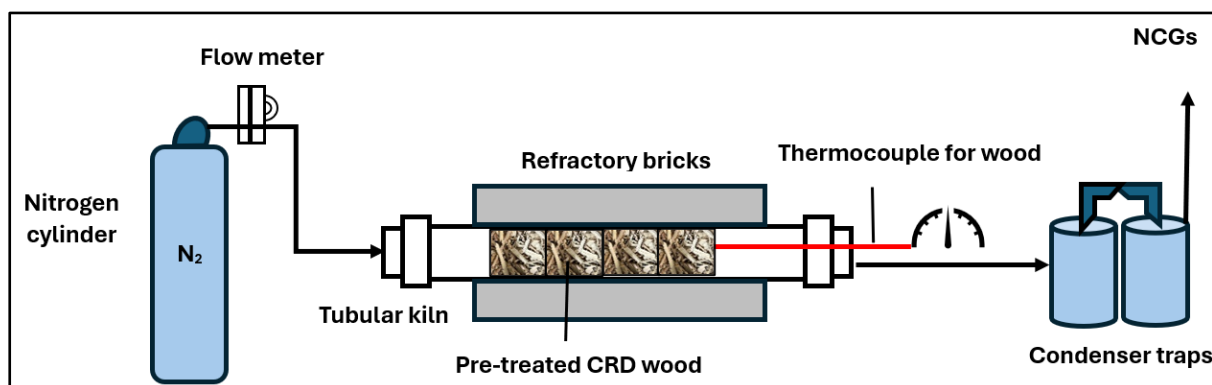 NCGs
Flow meter
Refractory bricks
Thermocouple for wood
Nitrogen
cylinder
N₂
Tubular kiln
Pre-treated CRD wood
Condenser traps